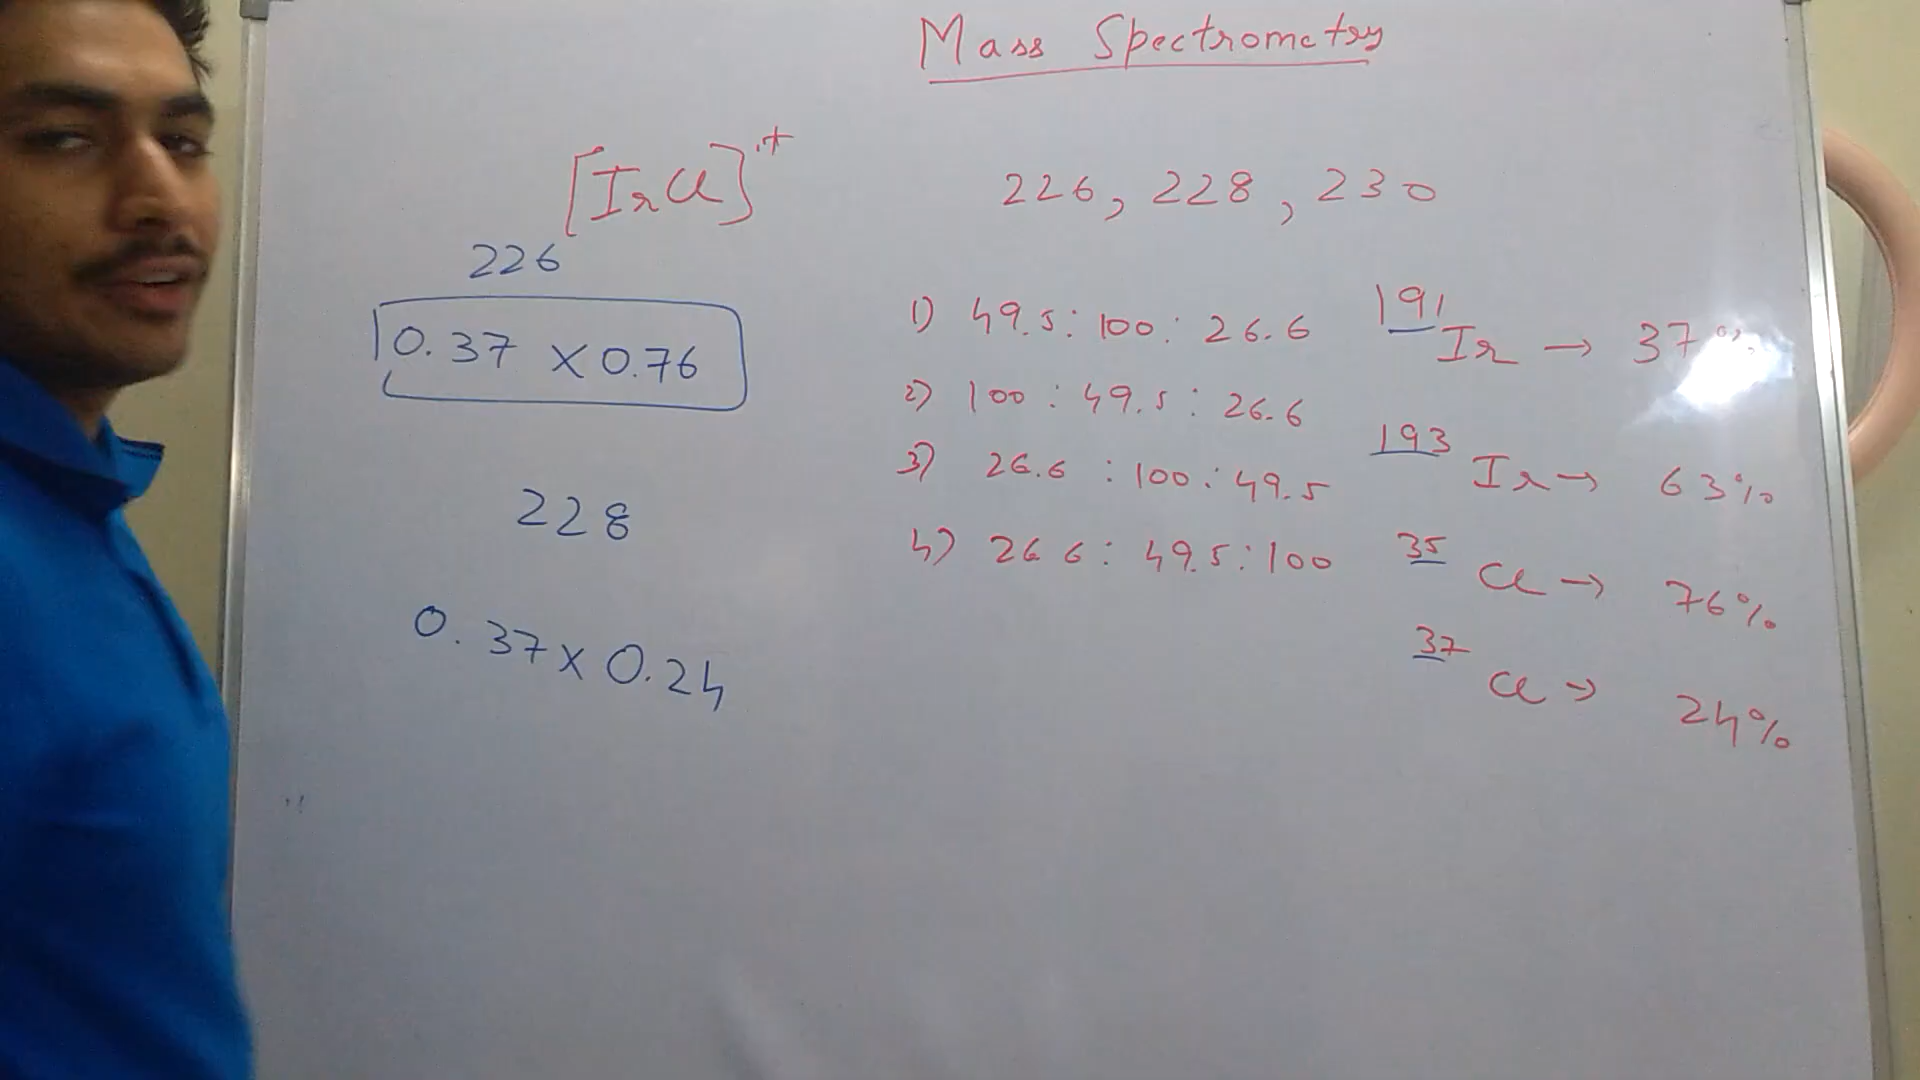 Mass Spectrometry
[IrCl]·+
226, 228, 230
226
0.37 x 0.76
228
0.37 x 0.24
1) 49.5 : 100 : 26.6
2) 100 : 49.5 : 26.6
3) 26.6 : 100 : 49.5
4) 26 6 : 49.5 : 100
191 Ir → 37%
193 Ir → 63%
35 Cl → 76%
37 Cl → 24%